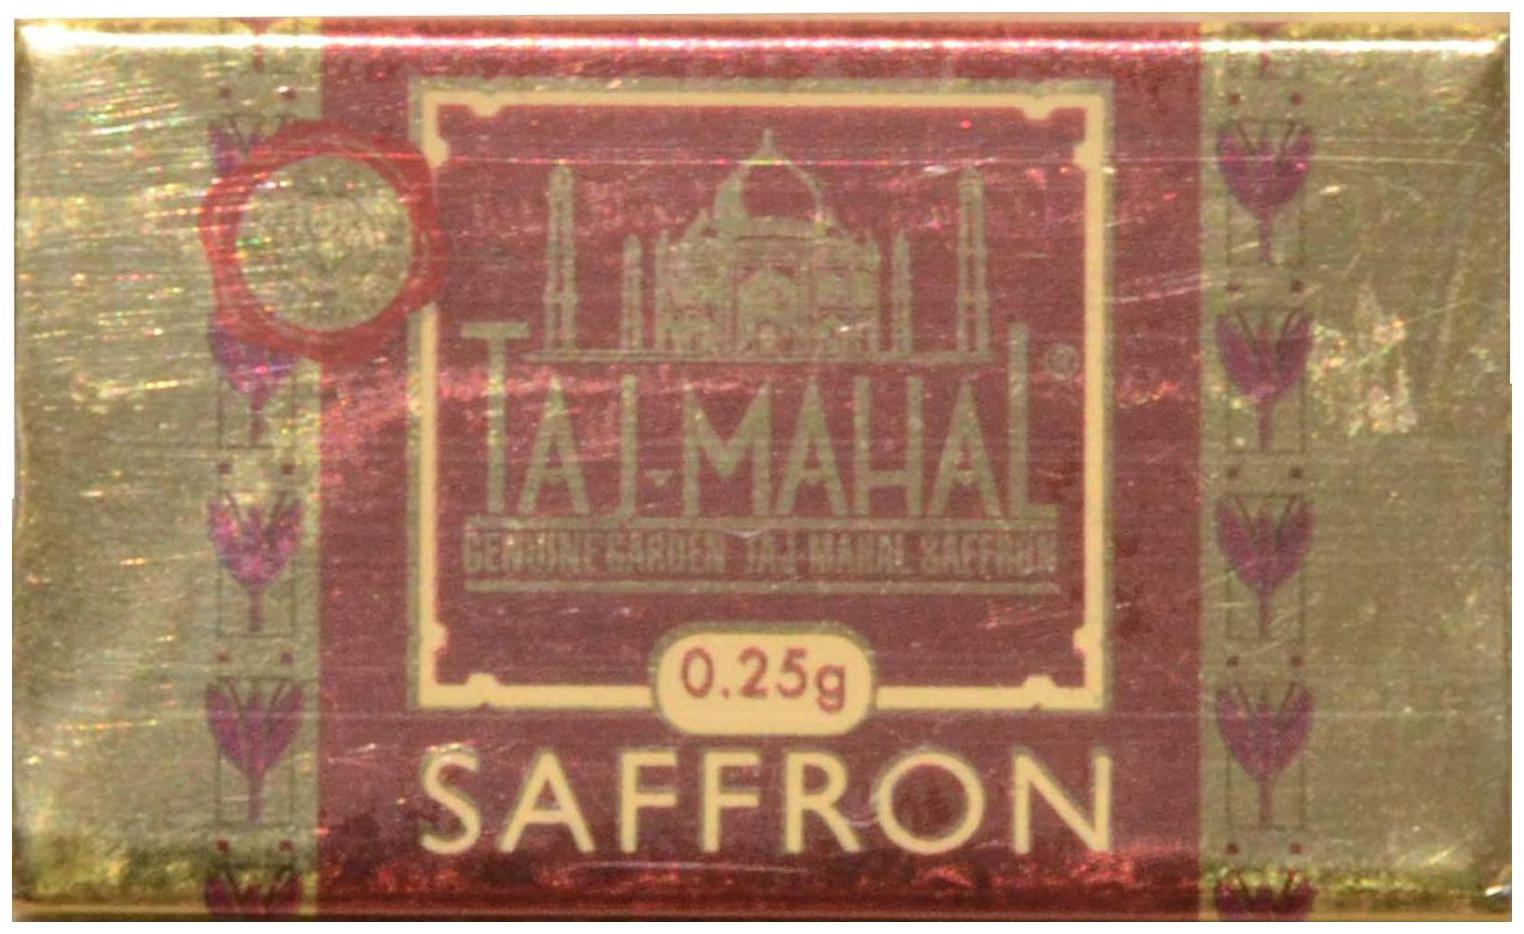 TAJ-MAHAL®
GENUINE GARDEN TAJ MAHAL SAFFRON
0.25g
SAFFRON